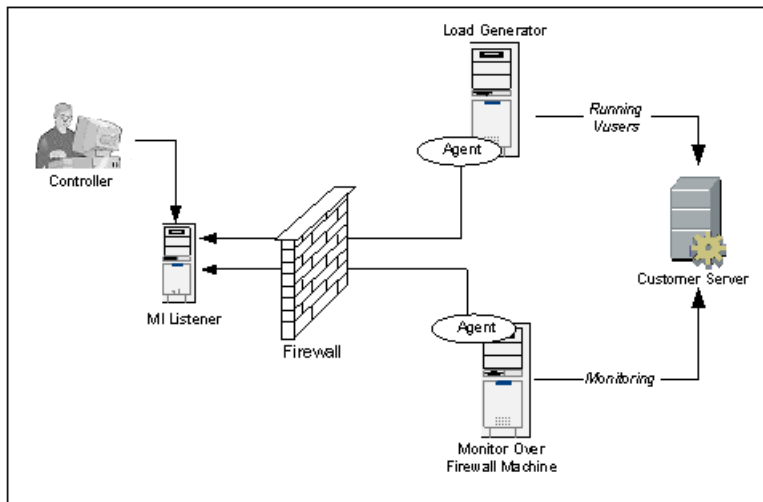 Load Generator
Running
Vusers
Agent
Controller
Customer Server
MI Listener
Firewall
Agent
Monitoring
Monitor Over
Firewall Machine